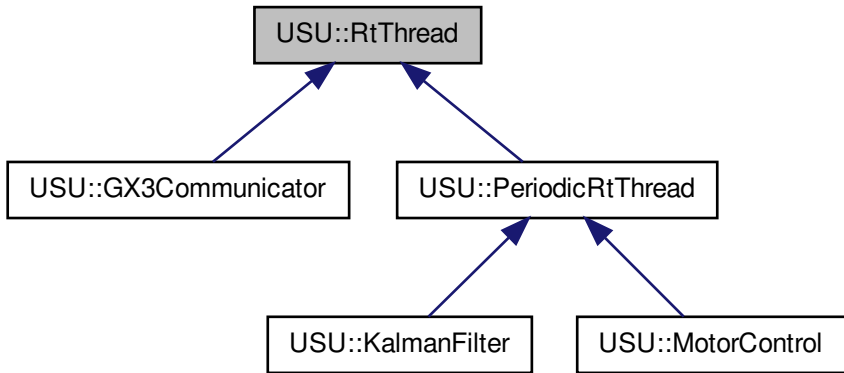 USU::RtThread
USU::GX3Communicator
USU::PeriodicRtThread
USU::KalmanFilter
USU::MotorControl